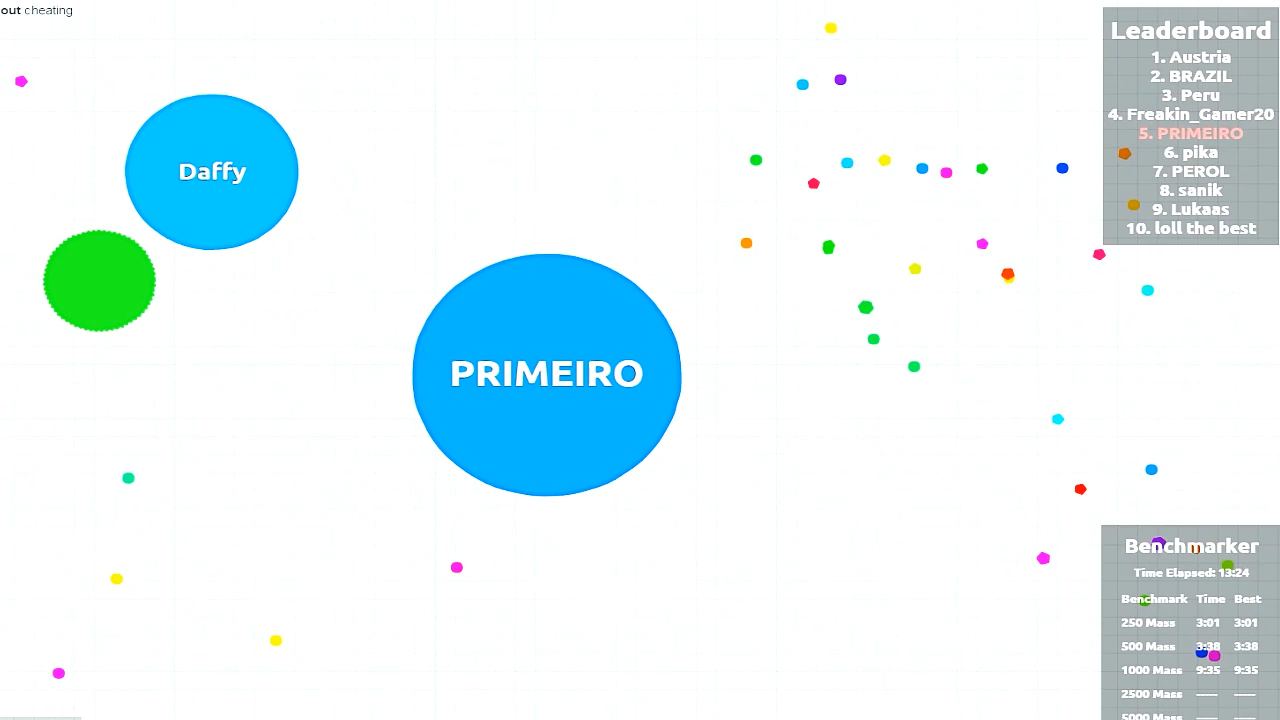 out cheating
Daffy
PRIMEIRO
Leaderboard
1. Austria
2. BRAZIL
3. Peru
4. Freakin_Gamer20
5. PRIMEIRO
6. pika
7. PEROL
8. sanik
9. Lukaas
10. loll the best
Benchmarker
Time Elapsed: 13:24
Benchmark Time Best
250 Mass 3:01 3:01
500 Mass 3:38 3:38
1000 Mass 9:35 9:35
2500 Mass —— ——
5000 Mass —— ——